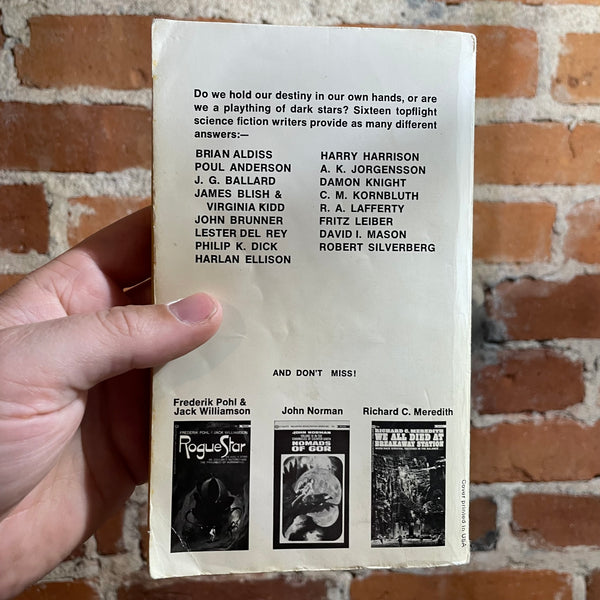 Do we hold our destiny in our own hands, or are
we a plaything of dark stars? Sixteen topflight
science fiction writers provide as many different
answers:—
BRIAN ALDISS
POUL ANDERSON
J. G. BALLARD
JAMES BLISH &
VIRGINIA KIDD
JOHN BRUNNER
LESTER DEL REY
PHILIP K. DICK
HARLAN ELLISON
HARRY HARRISON
A. K. JORGENSSON
DAMON KNIGHT
C. M. KORNBLUTH
R. A. LAFFERTY
FRITZ LEIBER
DAVID I. MASON
ROBERT SILVERBERG
AND DON'T MISS!
Frederik Pohl &
Jack Williamson
John Norman
Richard C. Meredith
FREDERIK POHL / JACK WILLIAMSON
RogueStar
JOHN NORMAN
NOMADS
OF GOR
RICHARD C. MEREDITH
WE ALL DIED AT
BREAKAWAY STATION
Cover printed in USA